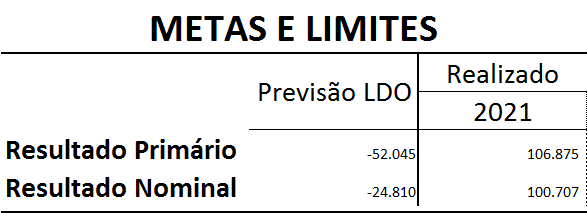 METAS E LIMITES
Previsão LDO Realizado
2021
Resultado Primário -52.045 106.875
Resultado Nominal -24.810 100.707